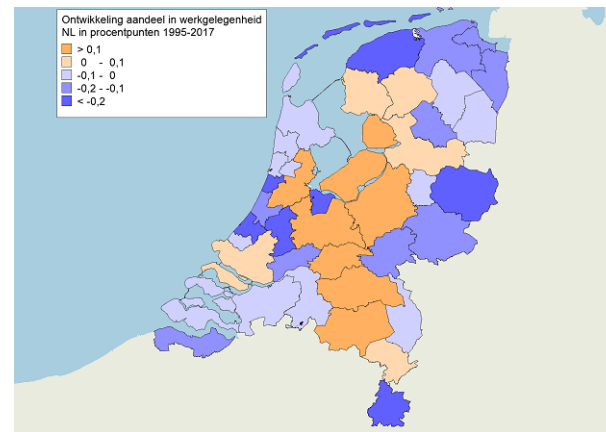 Ontwikkeling aandeel in werkgelegenheid
NL in procentpunten 1995-2017
> 0,1
0 - 0,1
-0,1 - 0
-0,2 - -0,1
< -0,2